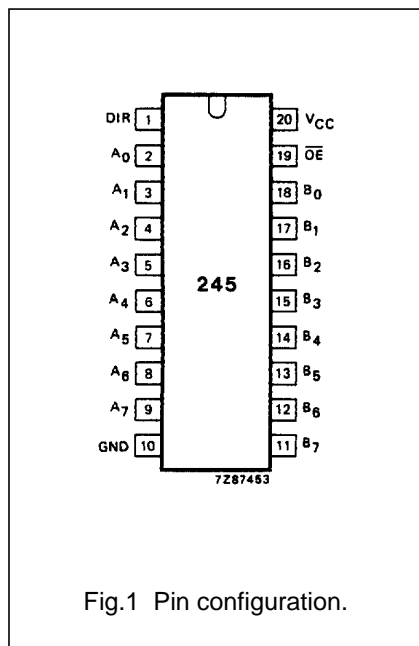 DIR 1 20 VCC
A0 2 19 OE
A1 3 18 B0
A2 4 17 B1
A3 5 16 B2
A4 6 245 15 B3
A5 7 14 B4
A6 8 13 B5
A7 9 12 B6
GND 10 11 B7
7Z87453
Fig.1 Pin configuration.